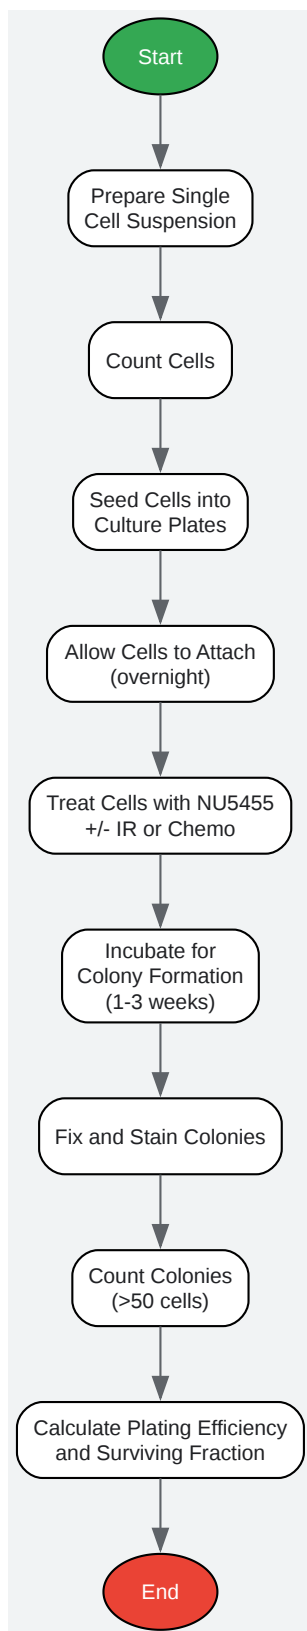 Start
Prepare Single
Cell Suspension
Count Cells
Seed Cells into
Culture Plates
Allow Cells to Attach
(overnight)
Treat Cells with NU5455
+/- IR or Chemo
Incubate for
Colony Formation
(1-3 weeks)
Fix and Stain Colonies
Count Colonies
(>50 cells)
Calculate Plating Efficiency
and Surviving Fraction
End